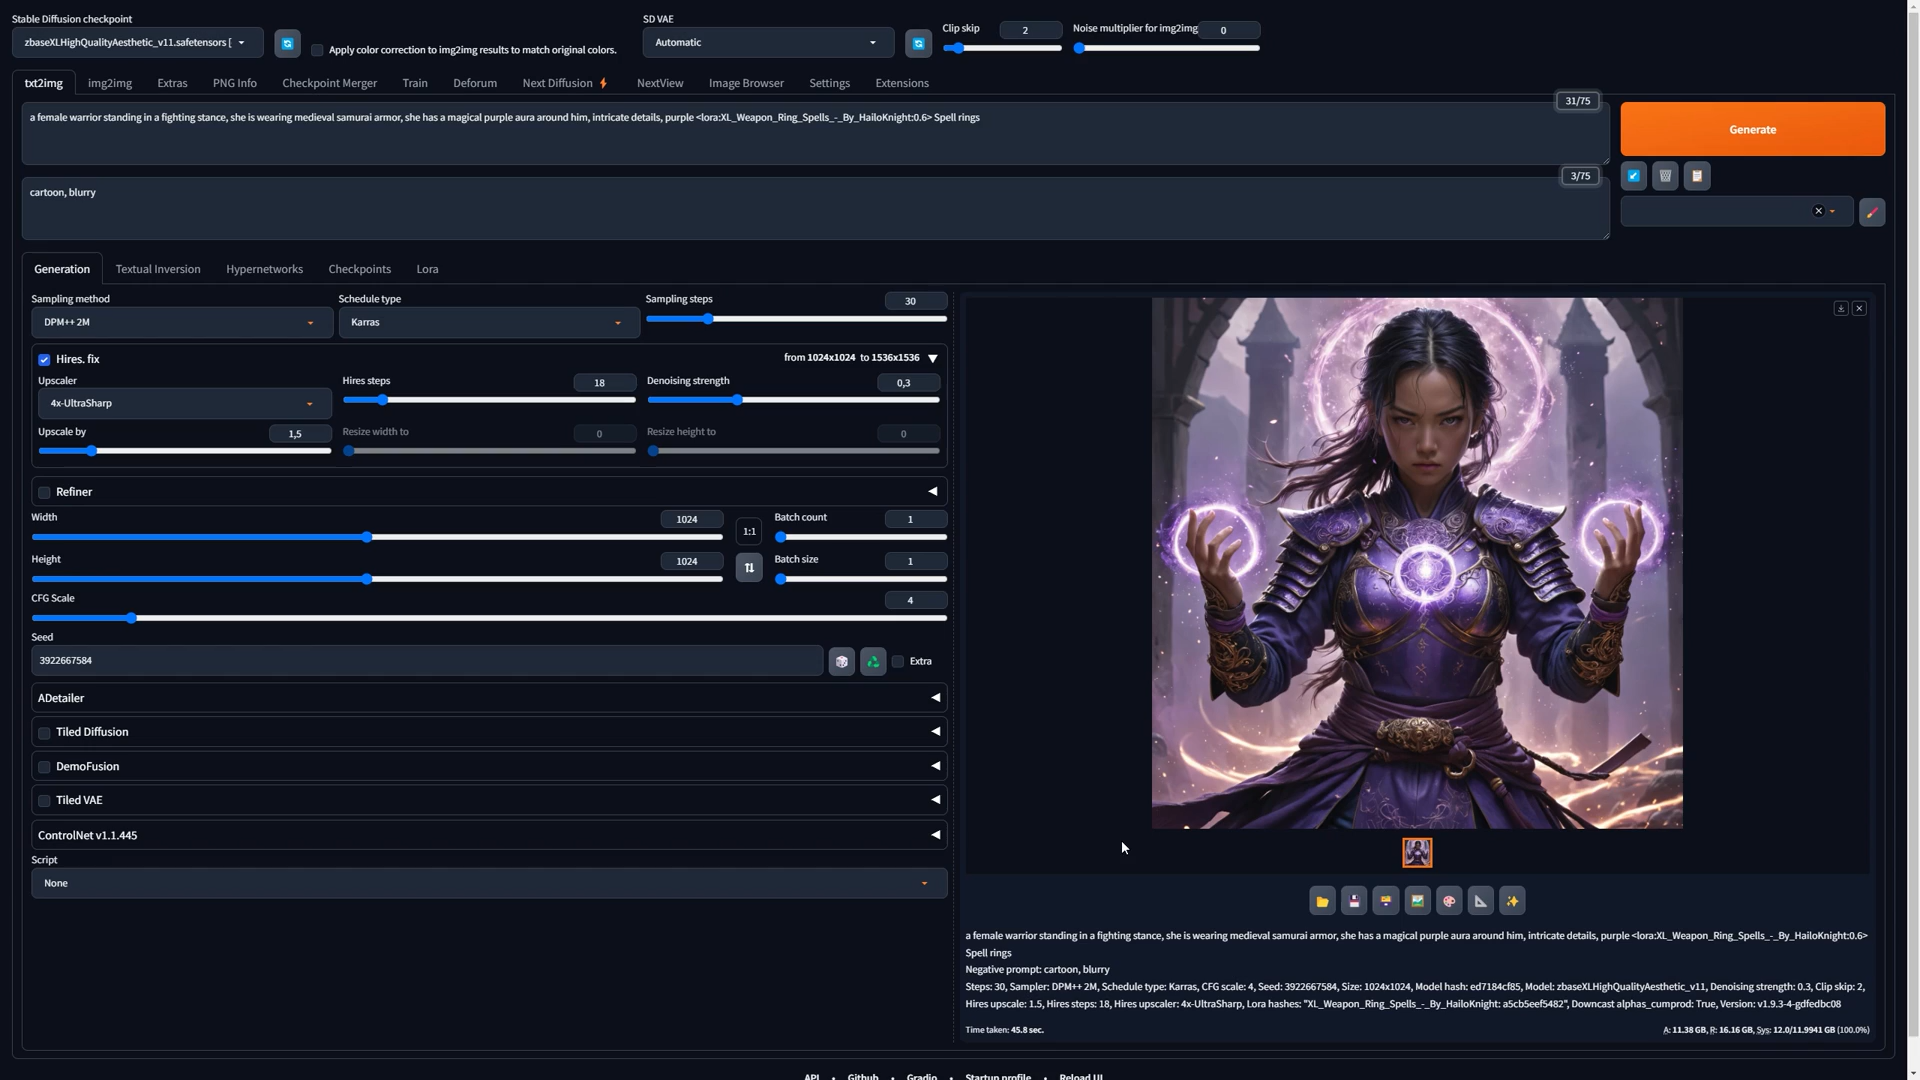 Stable Diffusion checkpoint
zbaseXLHighQualityAesthetic_v11.safetensors [
Apply color correction to img2img results to match original colors.
SD VAE
Automatic
Clip skip
2
Noise multiplier for img2img
0
txt2img
img2img
Extras
PNG Info
Checkpoint Merger
Train
Deforum
Next Diffusion
NextView
Image Browser
Settings
Extensions
31/75
a female warrior standing in a fighting stance, she is wearing medieval samurai armor, she has a magical purple aura around him, intricate details, purple <lora:XL_Weapon_Ring_Spells_-_By_HailoKnight:0.6> Spell rings
Generate
3/75
cartoon, blurry
Generation
Textual Inversion
Hypernetworks
Checkpoints
Lora
Sampling method
DPM++ 2M
Schedule type
Karras
Sampling steps
30
Hires. fix
from 1024x1024 to 1536x1536
Upscaler
4x-UltraSharp
Hires steps
18
Denoising strength
0,3
Upscale by
1,5
Resize width to
0
Resize height to
0
Refiner
Width
1024
1:1
Batch count
1
Height
1024
Batch size
1
CFG Scale
4
Seed
3922667584
Extra
ADetailer
Tiled Diffusion
DemoFusion
Tiled VAE
ControlNet v1.1.445
Script
None
a female warrior standing in a fighting stance, she is wearing medieval samurai armor, she has a magical purple aura around him, intricate details, purple <lora:XL_Weapon_Ring_Spells_-_By_HailoKnight:0.6>
Spell rings
Negative prompt: cartoon, blurry
Steps: 30, Sampler: DPM++ 2M, Schedule type: Karras, CFG scale: 4, Seed: 3922667584, Size: 1024x1024, Model hash: ed7184cf85, Model: zbaseXLHighQualityAesthetic_v11, Denoising strength: 0.3, Clip skip: 2,
Hires upscale: 1.5, Hires steps: 18, Hires upscaler: 4x-UltraSharp, Lora hashes: "XL_Weapon_Ring_Spells_-_By_HailoKnight: a5cb5eef5482", Downcast alphas_cumprod: True, Version: v1.9.3-4-gdfedbc08
Time taken: 45.8 sec.
A: 11.38 GB, R: 16.16 GB, Sys: 12.0/11.9941 GB (100.0%)
API • Github • Gradio • Startup profile • Reload UI